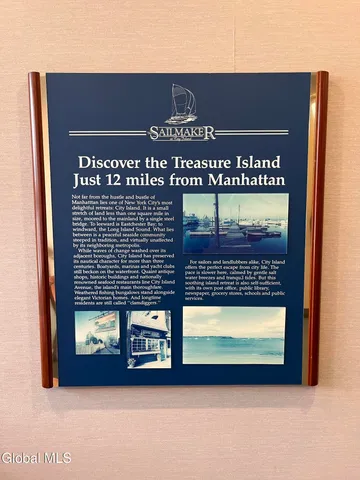 SAILMAKER
at City Island
Discover the Treasure Island
Just 12 miles from Manhattan
Not far from the hustle and bustle of
Manhattan lies one of New York City's most
delightful retreats: City Island. It is a small
stretch of land less than one square mile in
size, moored to the mainland by a single steel
bridge. To leeward is Eastchester Bay; to
windward, the Long Island Sound. What lies
between is a peaceful seaside community
steeped in tradition, and virtually unaffected
by its neighboring metropolis.
While waves of change washed over its
adjacent boroughs, City Island has preserved
its nautical character for more than three
centuries. Boatyards, marinas and yacht clubs
still beckon on the waterfront. Quaint antique
shops, historic buildings and nationally
renowned seafood restaurants line City Island
Avenue, the island's main thoroughfare.
Weathered fishing bungalows stand alongside
elegant Victorian homes. And longtime
residents are still called "clamdiggers."
For sailors and landlubbers alike, City Island
offers the perfect escape from city life. The
pace is slower here, calmed by gentle salt
water breezes and tranquil tides. But this
soothing island retreat is also self-sufficient,
with its own post office, public library,
newspaper, grocery stores, schools and public
services.
Global MLS